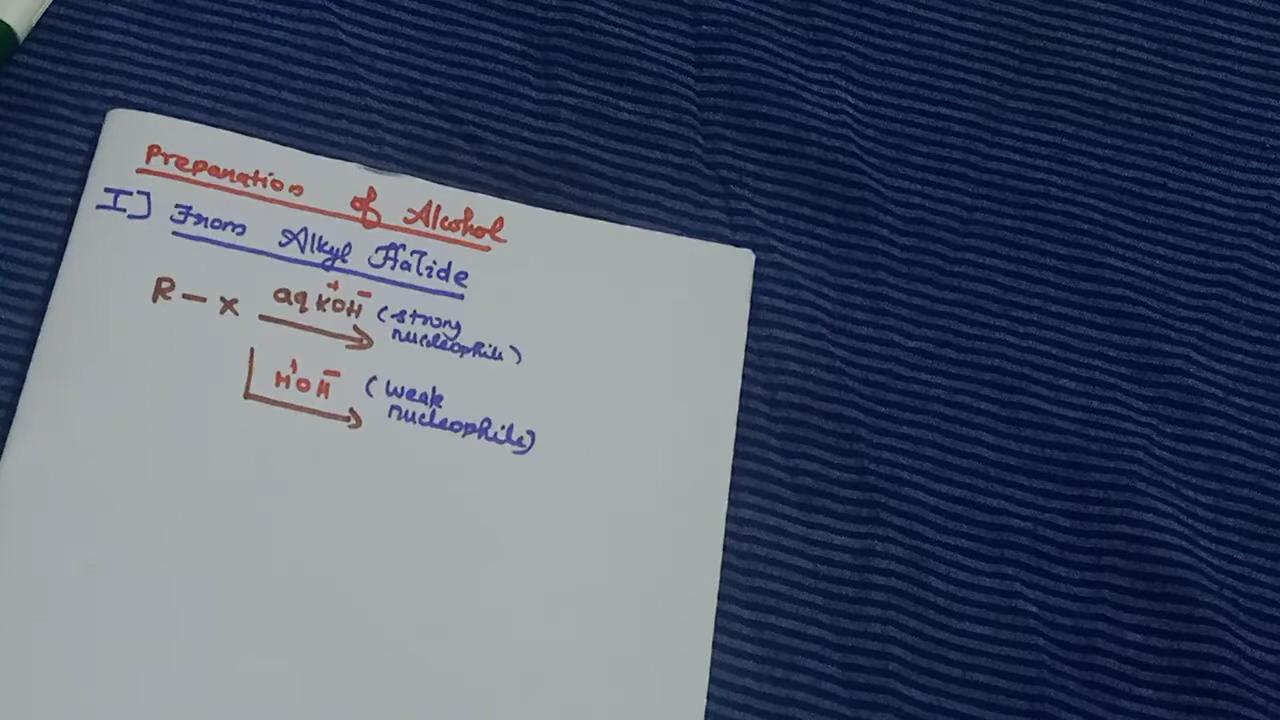 Preparation of Alcohol
I] From Alkyl Halide
R - x aq K⁺OH⁻ (strong nucleophile)
H⁺OH⁻ (weak nucleophile)